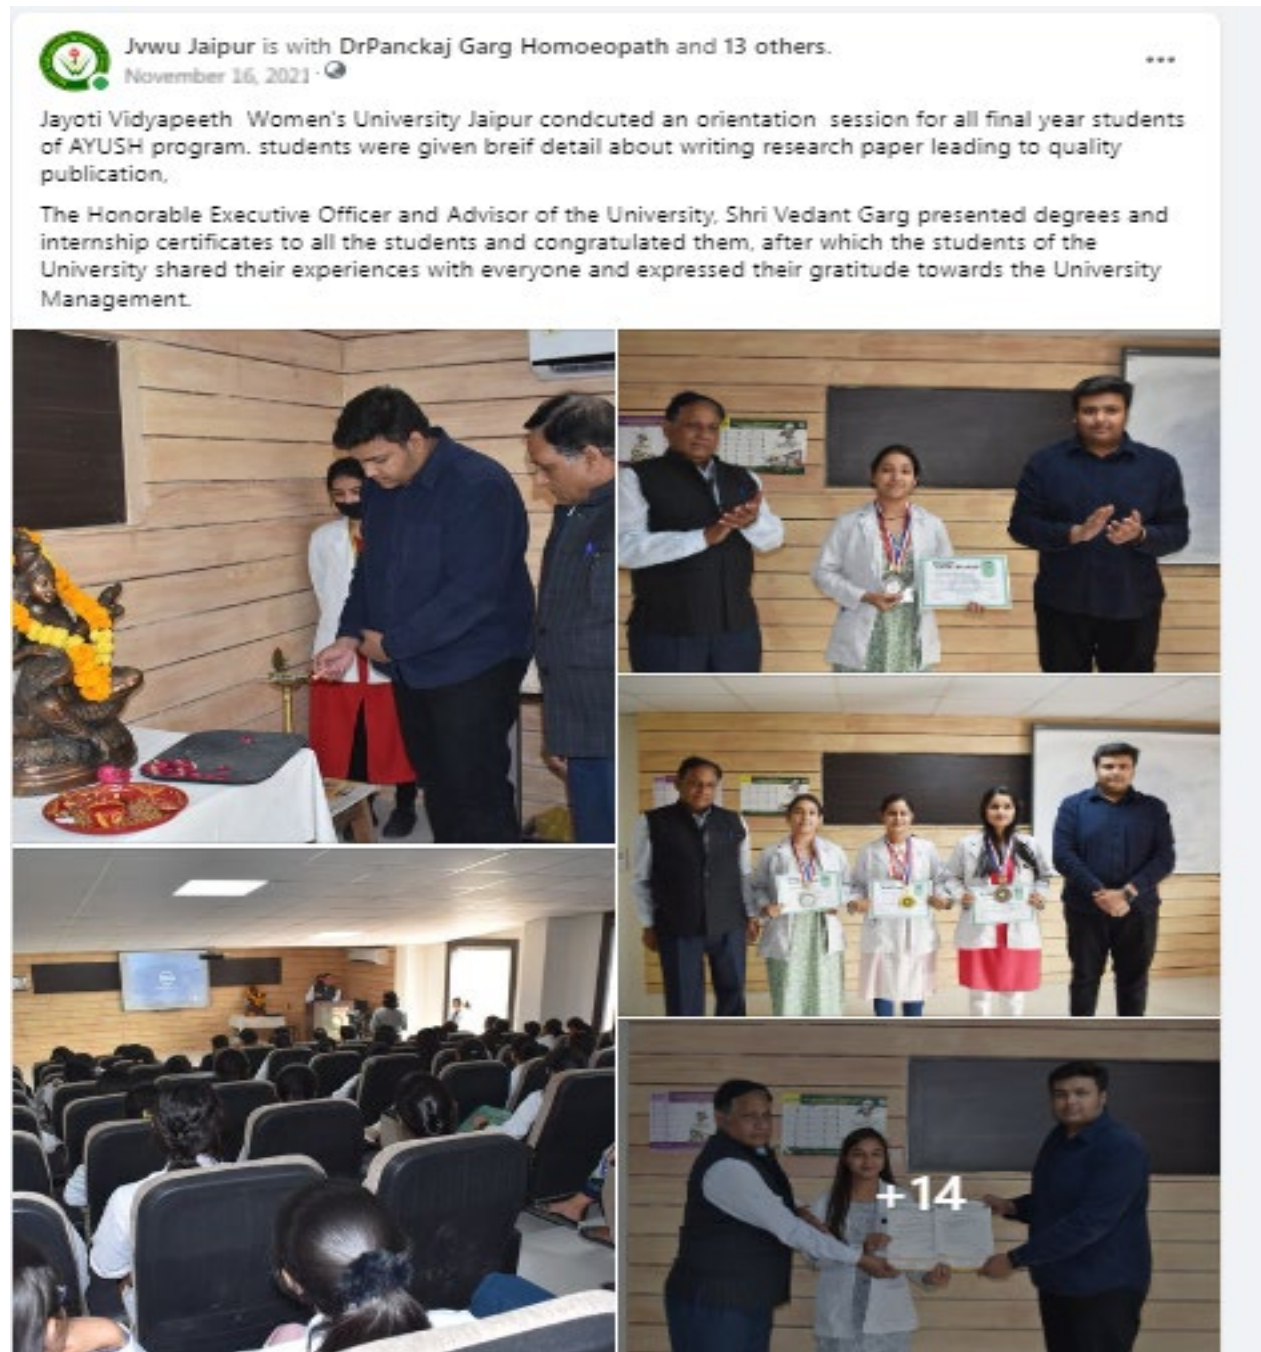 Jvwu Jaipur is with DrPanckaj Garg Homoeopath and 13 others.
November 16, 2021 ·
Jayoti Vidyapeeth Women's University Jaipur condcuted an orientation session for all final year students
of AYUSH program. students were given breif detail about writing research paper leading to quality
publication,
The Honorable Executive Officer and Advisor of the University, Shri Vedant Garg presented degrees and
internship certificates to all the students and congratulated them, after which the students of the
University shared their experiences with everyone and expressed their gratitude towards the University
Management.
+14